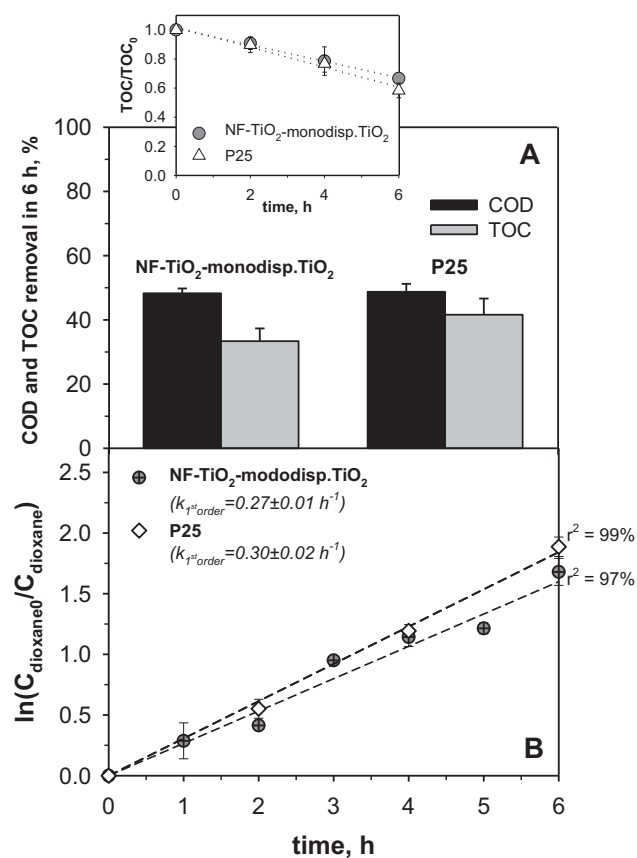 TOC/TOC0
1.0
0.8
0.6
0.4
0.2
0.0
NF-TiO2-monodisp.TiO2
P25
0 2 4 6
time, h
COD and TOC removal in 6 h, %
100
80
60
40
20
0
A
COD
TOC
NF-TiO2-monodisp.TiO2
P25
ln(Cdioxane0/Cdioxane)
2.5
2.0
1.5
1.0
0.5
0.0
NF-TiO2-mododisp.TiO2
(k1st order=0.27±0.01 h-1)
P25
(k1st order=0.30±0.02 h-1)
r2 = 99%
r2 = 97%
B
0 1 2 3 4 5 6
time, h